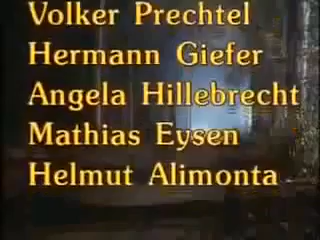 Volker Prechtel
Hermann Giefer
Angela Hillebrecht
Mathias Eysen
Helmut Alimonta